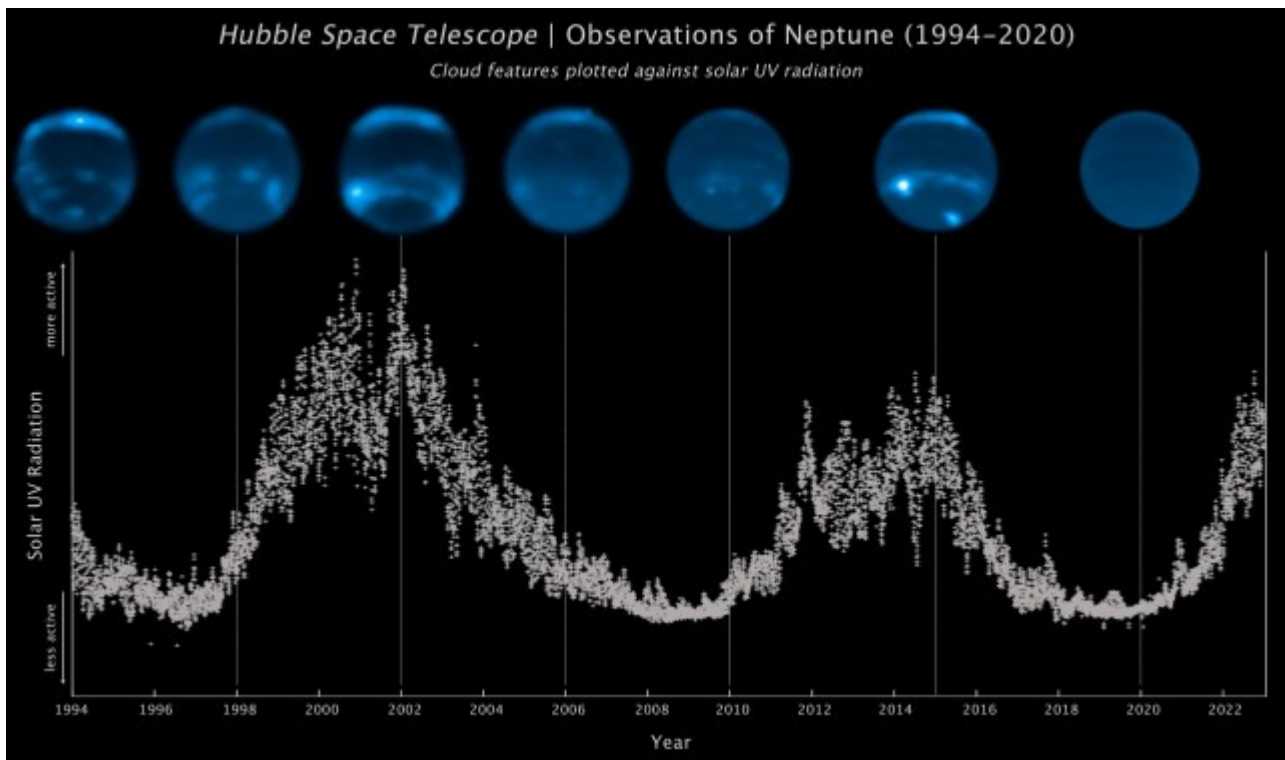 Hubble Space Telescope | Observations of Neptune (1994-2020)
Cloud features plotted against solar UV radiation
more active
Solar UV Radiation
less active
1994 1996 1998 2000 2002 2004 2006 2008 2010 2012 2014 2016 2018 2020 2022
Year